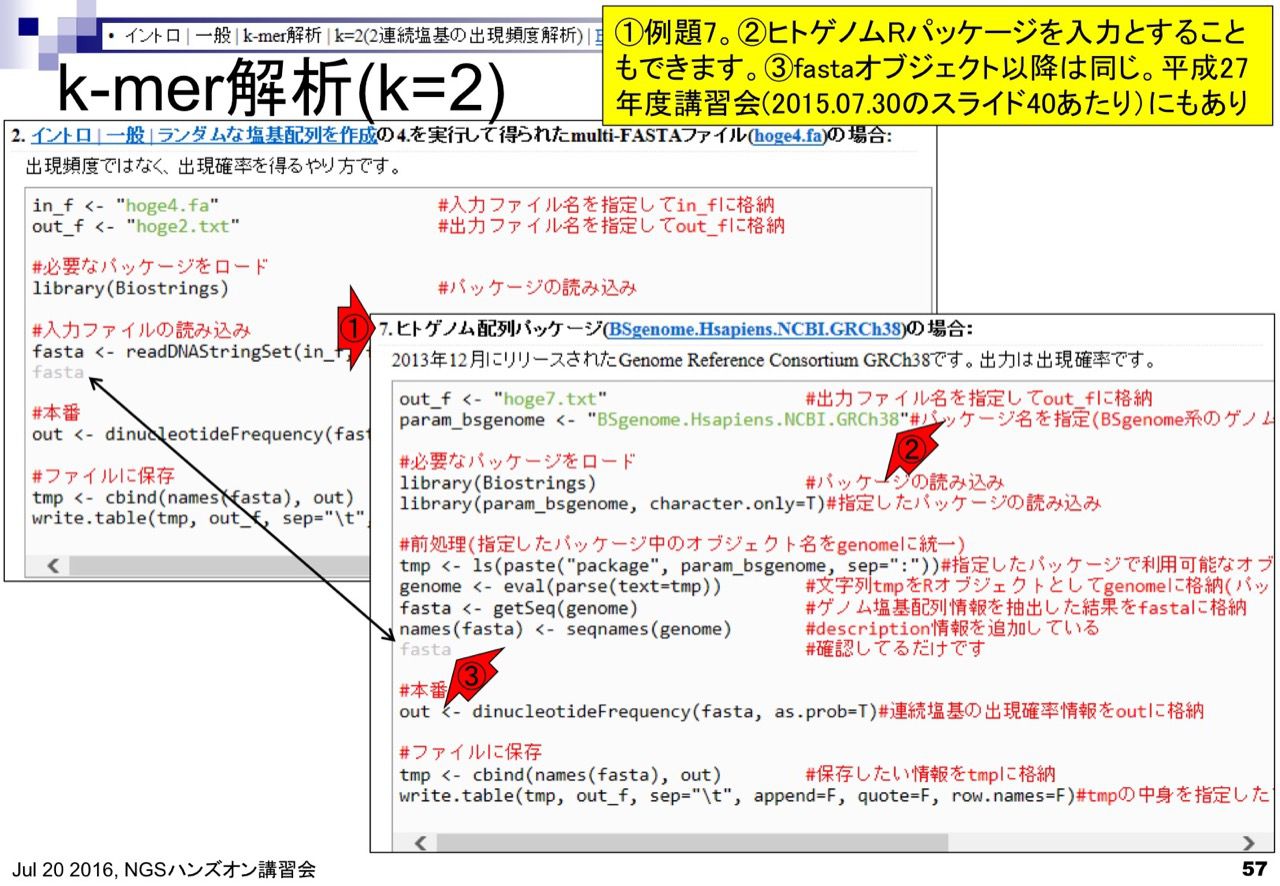 • イントロ | 一般 | k-mer解析 | k=2(2連続塩基の出現頻度解析) |
k-mer解析(k=2)
①例題7。②ヒトゲノムRパッケージを入力とすること
もできます。③fastaオブジェクト以降は同じ。平成27
年度講習会(2015.07.30のスライド40あたり)にもあり
2. イントロ | 一般 | ランダムな塩基配列を作成の4.を実行して得られたmulti-FASTAファイル(hoge4.fa)の場合:
出現頻度ではなく、出現確率を得るやり方です。
in_f <- "hoge4.fa" #入力ファイル名を指定してin_fに格納
out_f <- "hoge2.txt" #出力ファイル名を指定してout_fに格納
#必要なパッケージをロード
library(Biostrings) #パッケージの読み込み
#入力ファイルの読み込み
fasta <- readDNAStringSet(in_f,
fasta
#本番
out <- dinucleotideFrequency(fast
#ファイルに保存
tmp <- cbind(names(fasta), out)
write.table(tmp, out_f, sep="\t",
①
7. ヒトゲノム配列パッケージ(BSgenome.Hsapiens.NCBI.GRCh38)の場合:
2013年12月にリリースされたGenome Reference Consortium GRCh38です。出力は出現確率です。
out_f <- "hoge7.txt" #出力ファイル名を指定してout_fに格納
param_bsgenome <- "BSgenome.Hsapiens.NCBI.GRCh38"#パッケージ名を指定(BSgenome系のゲノム
②
#必要なパッケージをロード
library(Biostrings) #パッケージの読み込み
library(param_bsgenome, character.only=T)#指定したパッケージの読み込み
#前処理(指定したパッケージ中のオブジェクト名をgenomeに統一)
tmp <- ls(paste("package", param_bsgenome, sep=":"))#指定したパッケージで利用可能なオブ
genome <- eval(parse(text=tmp)) #文字列tmpをRオブジェクトとしてgenomeに格納(パッ
fasta <- getSeq(genome) #ゲノム塩基配列情報を抽出した結果をfastaに格納
names(fasta) <- seqnames(genome) #description情報を追加している
fasta #確認してるだけです
③
#本番
out <- dinucleotideFrequency(fasta, as.prob=T)#連続塩基の出現確率情報をoutに格納
#ファイルに保存
tmp <- cbind(names(fasta), out) #保存したい情報をtmpに格納
write.table(tmp, out_f, sep="\t", append=F, quote=F, row.names=F)#tmpの中身を指定した
Jul 20 2016, NGSハンズオン講習会
57